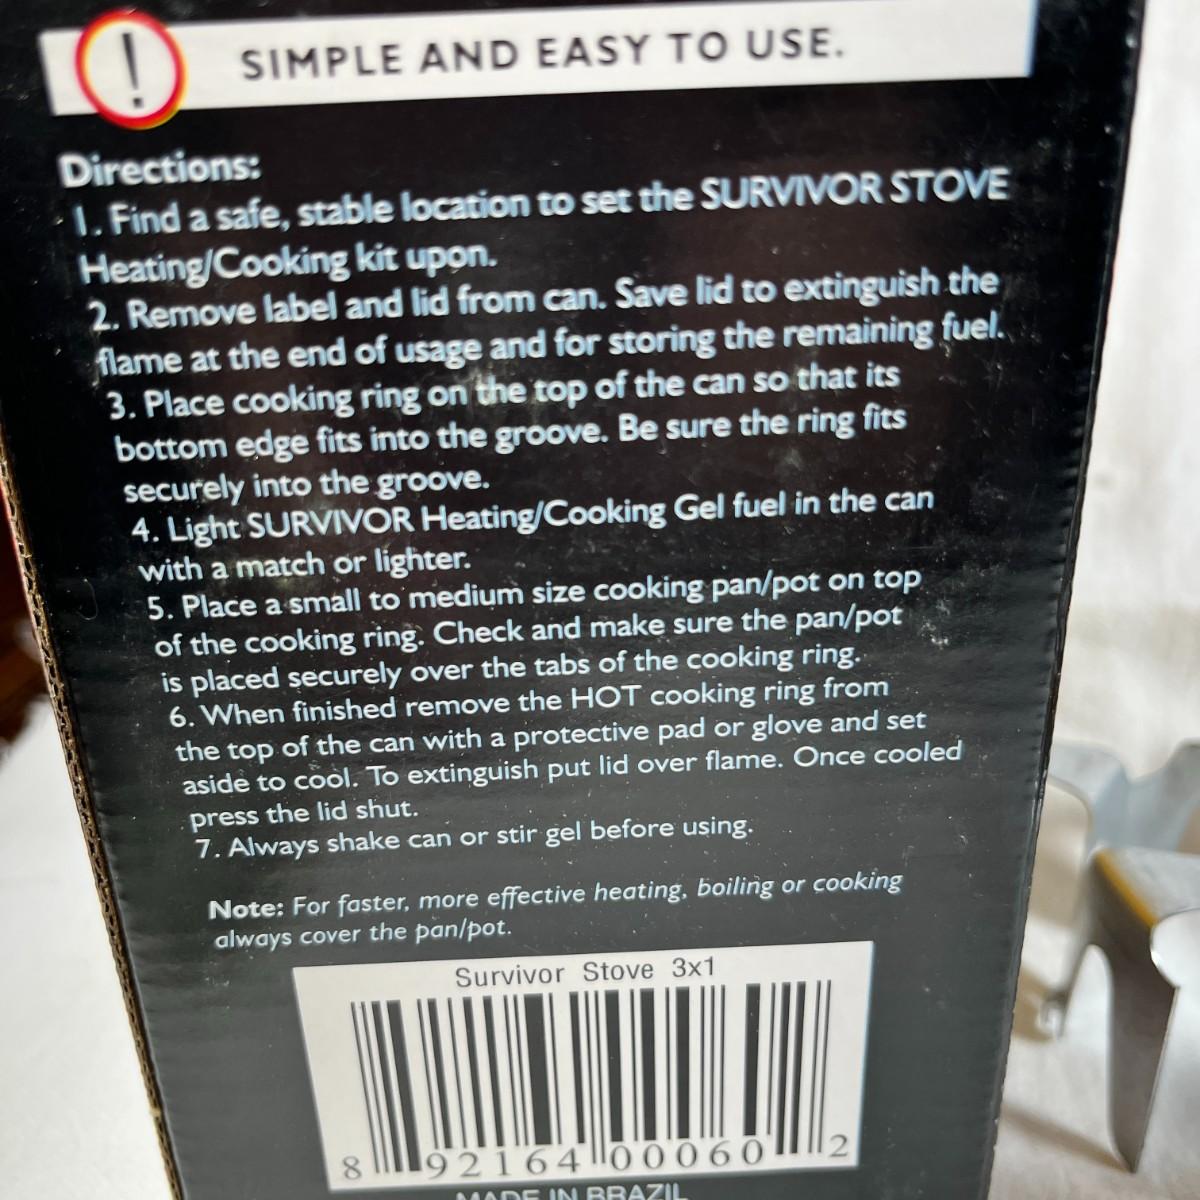 !
SIMPLE AND EASY TO USE.
Directions:
1. Find a safe, stable location to set the SURVIVOR STOVE
Heating/Cooking kit upon.
2. Remove label and lid from can. Save lid to extinguish the
flame at the end of usage and for storing the remaining fuel.
3. Place cooking ring on the top of the can so that its
bottom edge fits into the groove. Be sure the ring fits
securely into the groove.
4. Light SURVIVOR Heating/Cooking Gel fuel in the can
with a match or lighter.
5. Place a small to medium size cooking pan/pot on top
of the cooking ring. Check and make sure the pan/pot
is placed securely over the tabs of the cooking ring.
6. When finished remove the HOT cooking ring from
the top of the can with a protective pad or glove and set
aside to cool. To extinguish put lid over flame. Once cooled
press the lid shut.
7. Always shake can or stir gel before using.
Note: For faster, more effective heating, boiling or cooking
always cover the pan/pot.
Survivor Stove 3x1
8 92164 00060 2
MADE IN BRAZIL